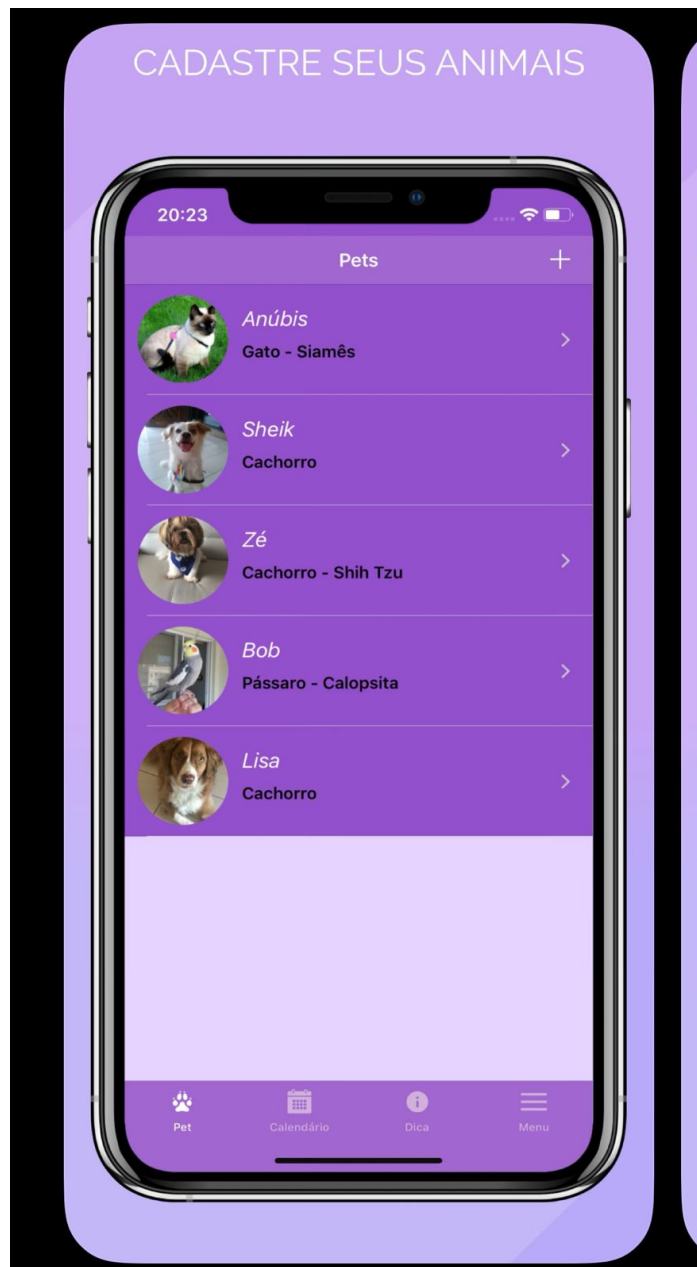 CADASTRE SEUS ANIMAIS
20:23
Pets
Anúbis
Gato - Siamês
Sheik
Cachorro
Zé
Cachorro - Shih Tzu
Bob
Pássaro - Calopsita
Lisa
Cachorro
Pet
Calendário
Dica
Menu